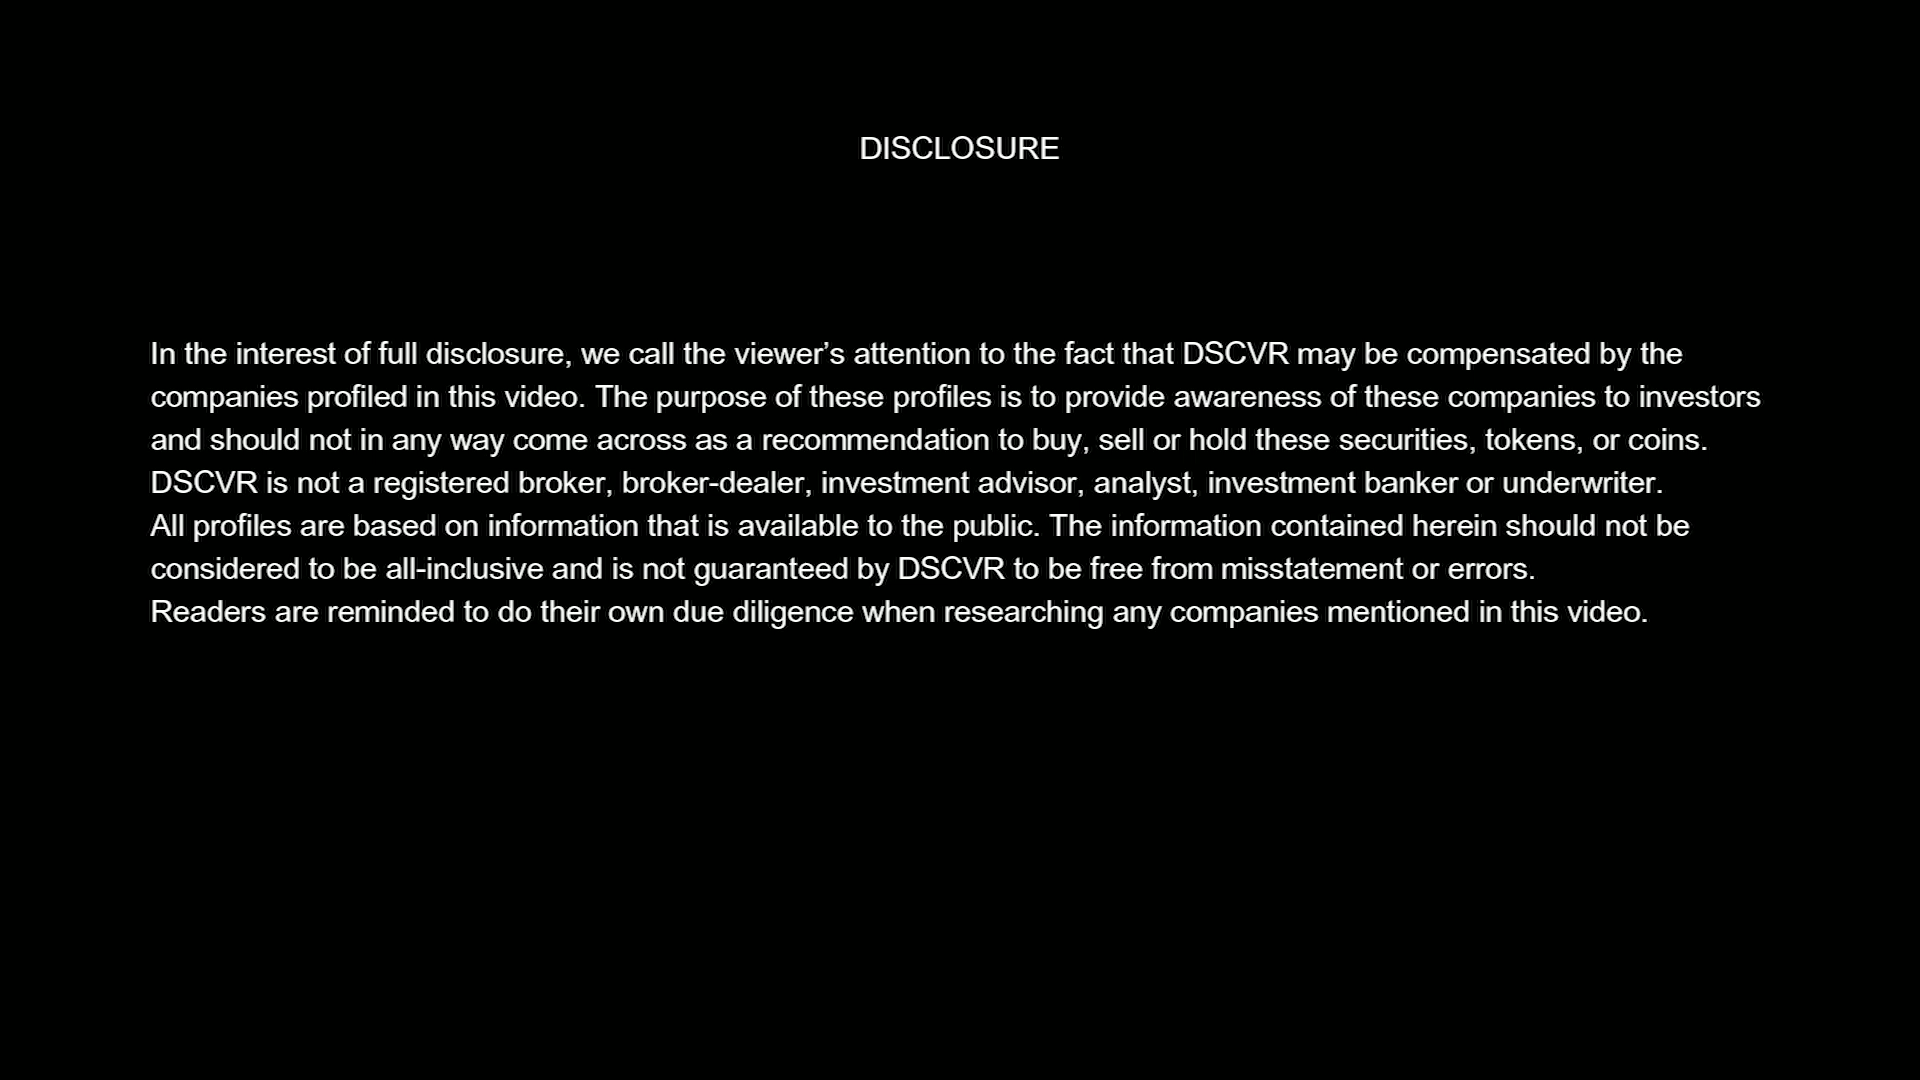 DISCLOSURE
In the interest of full disclosure, we call the viewer’s attention to the fact that DSCVR may be compensated by the
companies profiled in this video. The purpose of these profiles is to provide awareness of these companies to investors
and should not in any way come across as a recommendation to buy, sell or hold these securities, tokens, or coins.
DSCVR is not a registered broker, broker-dealer, investment advisor, analyst, investment banker or underwriter.
All profiles are based on information that is available to the public. The information contained herein should not be
considered to be all-inclusive and is not guaranteed by DSCVR to be free from misstatement or errors.
Readers are reminded to do their own due diligence when researching any companies mentioned in this video.